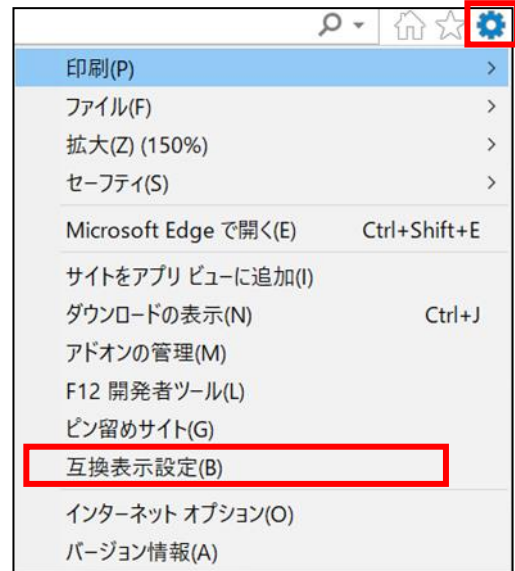 印刷(P)
ファイル(F)
拡大(Z) (150%)
セーフティ(S)
Microsoft Edge で開く(E) Ctrl+Shift+E
サイトをアプリ ビューに追加(I)
ダウンロードの表示(N) Ctrl+J
アドオンの管理(M)
F12 開発者ツール(L)
ピン留めサイト(G)
互換表示設定(B)
インターネット オプション(O)
バージョン情報(A)